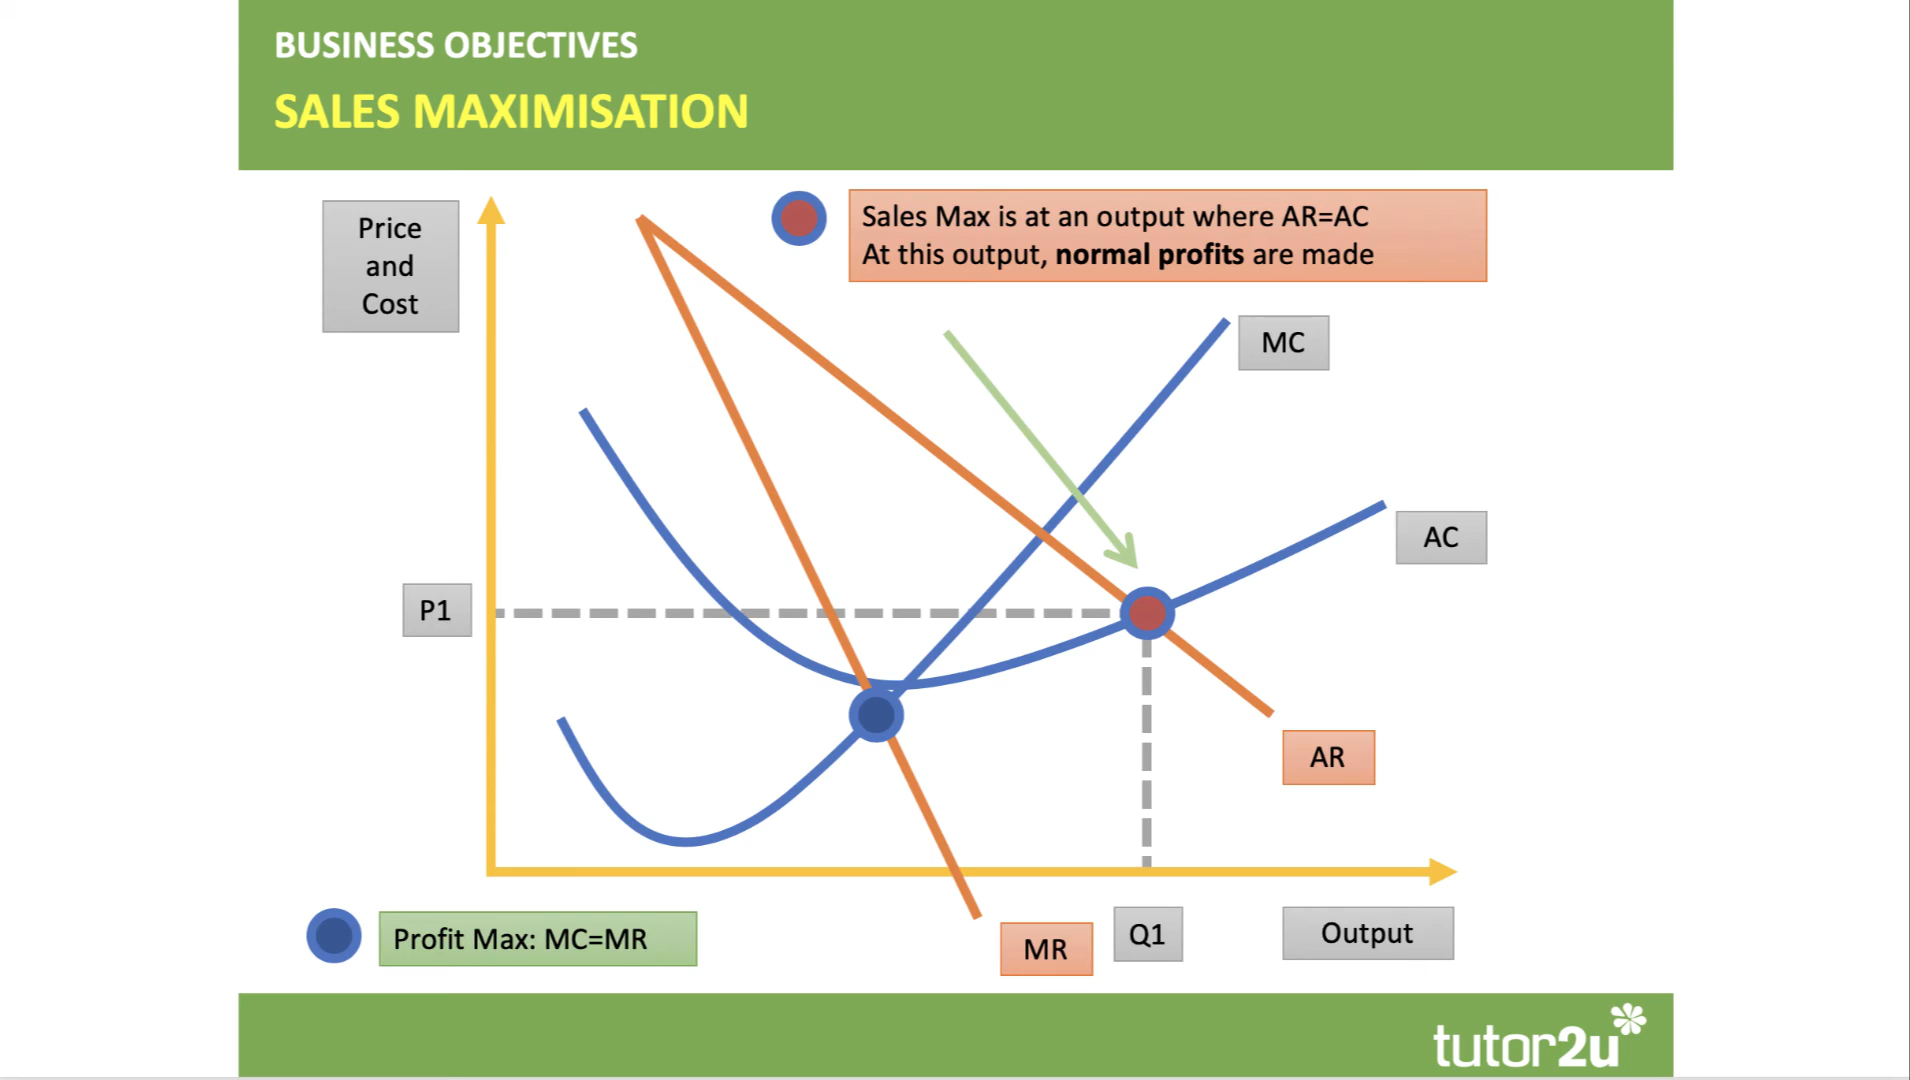 BUSINESS OBJECTIVES
SALES MAXIMISATION
Price
and
Cost
Sales Max is at an output where AR=AC
At this output, normal profits are made
MC
AC
P1
AR
Profit Max: MC=MR
MR
Q1
Output
tutor2u